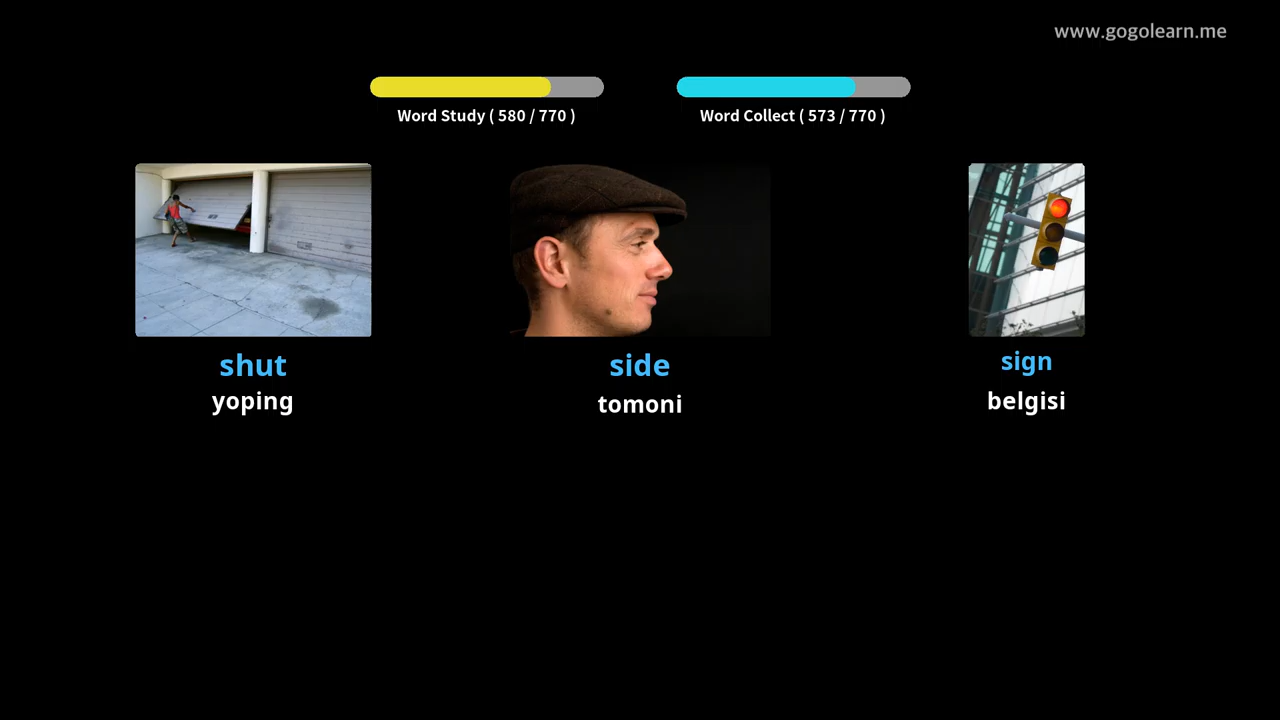 www.gogolearn.me
Word Study ( 580 / 770 )
Word Collect ( 573 / 770 )
shut
side
sign
yoping
tomoni
belgisi